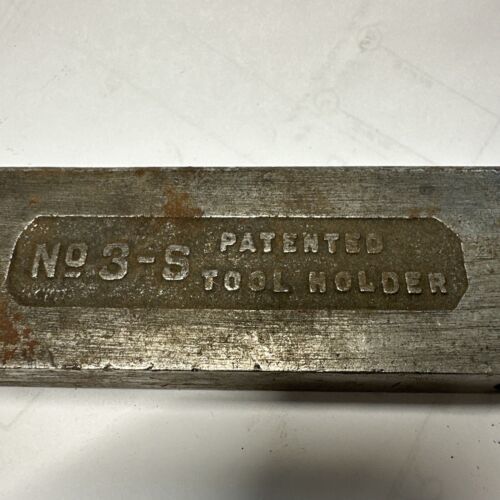 No 3-S
PATENTED
TOOL HOLDER